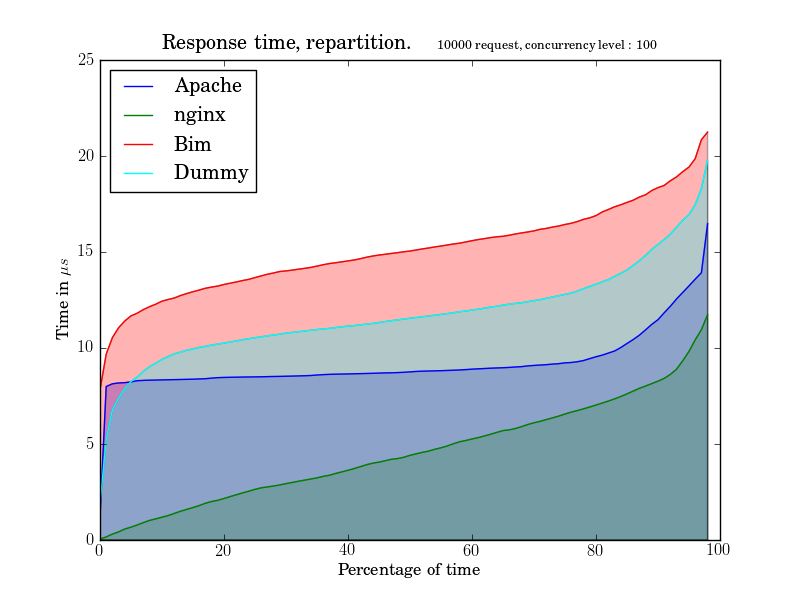 Response time, repartition. 10000 request, concurrency level : 100
25
Apache
nginx
Bim
Dummy
20
15
Time in μs
10
5
0
0 20 40 60 80 100
Percentage of time